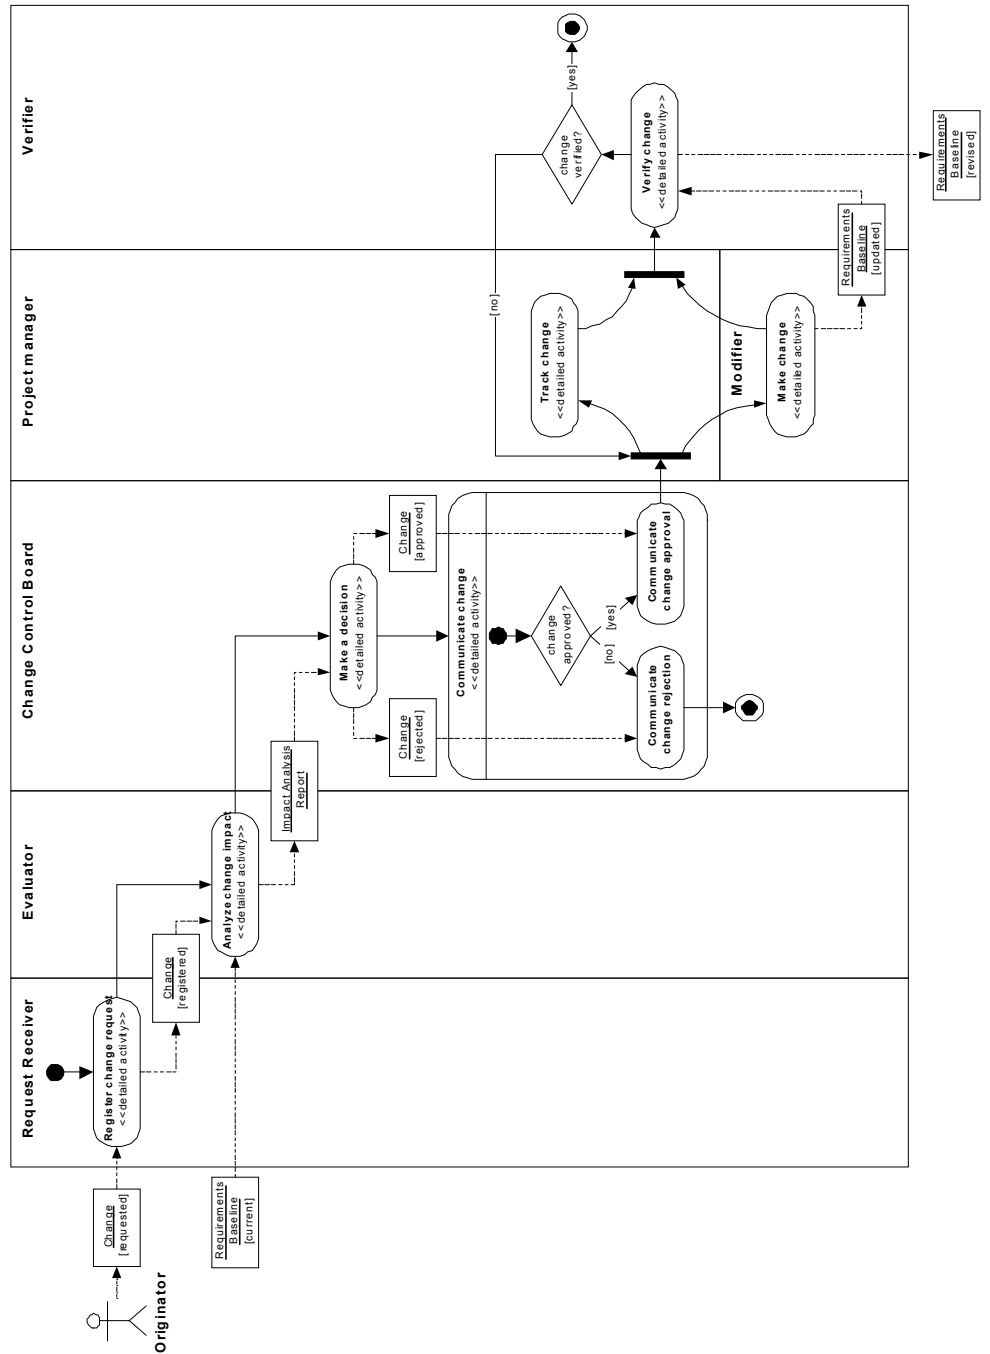 Originator
Change
[requested]
Requirements
Baseline
[current]
Request Receiver
Register change request
<<detailed activity>>
Change
[registered]
Evaluator
Analyze change impact
<<detailed activity>>
Impact Analysis
Report
Change Control Board
Make a decision
<<detailed activity>>
Change
[rejected]
Change
[approved]
Communicate change
<<detailed activity>>
change
approved?
[no]
[yes]
Communicate
change rejection
Communicate
change approval
Project manager
Track change
<<detailed activity>>
[no]
Modifier
Make change
<<detailed activity>>
Requirements
Baseline
[updated]
Verifier
Verify change
<<detailed activity>>
change
verified?
[yes]
Requirements
Baseline
[revised]